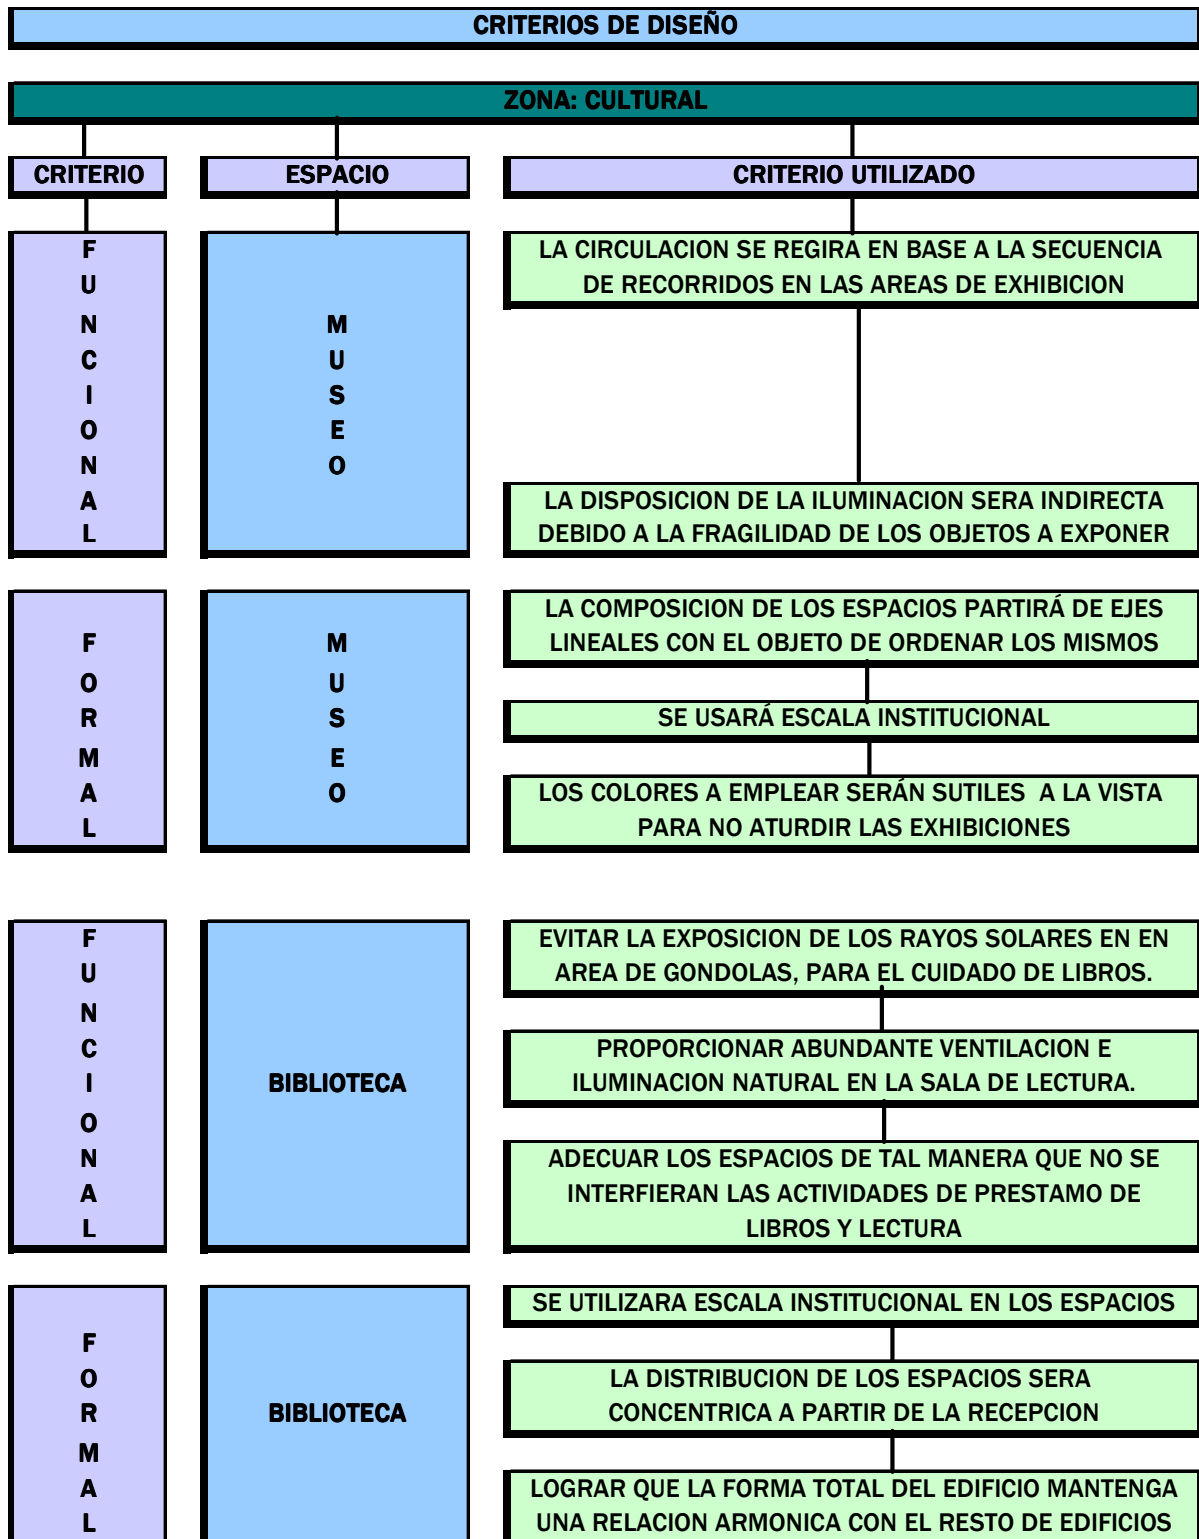 CRITERIOS DE DISEÑO
ZONA: CULTURAL
CRITERIO
ESPACIO
CRITERIO UTILIZADO
FUNCIONAL
MUSEO
LA CIRCULACION SE REGIRA EN BASE A LA SECUENCIA
DE RECORRIDOS EN LAS AREAS DE EXHIBICION
LA DISPOSICION DE LA ILUMINACION SERA INDIRECTA
DEBIDO A LA FRAGILIDAD DE LOS OBJETOS A EXPONER
FORMAL
MUSEO
LA COMPOSICION DE LOS ESPACIOS PARTIRÁ DE EJES
LINEALES CON EL OBJETO DE ORDENAR LOS MISMOS
SE USARÁ ESCALA INSTITUCIONAL
LOS COLORES A EMPLEAR SERÁN SUTILES A LA VISTA
PARA NO ATURDIR LAS EXHIBICIONES
FUNCIONAL
BIBLIOTECA
EVITAR LA EXPOSICION DE LOS RAYOS SOLARES EN EN
AREA DE GONDOLAS, PARA EL CUIDADO DE LIBROS.
PROPORCIONAR ABUNDANTE VENTILACION E
ILUMINACION NATURAL EN LA SALA DE LECTURA.
ADECUAR LOS ESPACIOS DE TAL MANERA QUE NO SE
INTERFIERAN LAS ACTIVIDADES DE PRESTAMO DE
LIBROS Y LECTURA
FORMAL
BIBLIOTECA
SE UTILIZARA ESCALA INSTITUCIONAL EN LOS ESPACIOS
LA DISTRIBUCION DE LOS ESPACIOS SERA
CONCENTRICA A PARTIR DE LA RECEPCION
LOGRAR QUE LA FORMA TOTAL DEL EDIFICIO MANTENGA
UNA RELACION ARMONICA CON EL RESTO DE EDIFICIOS